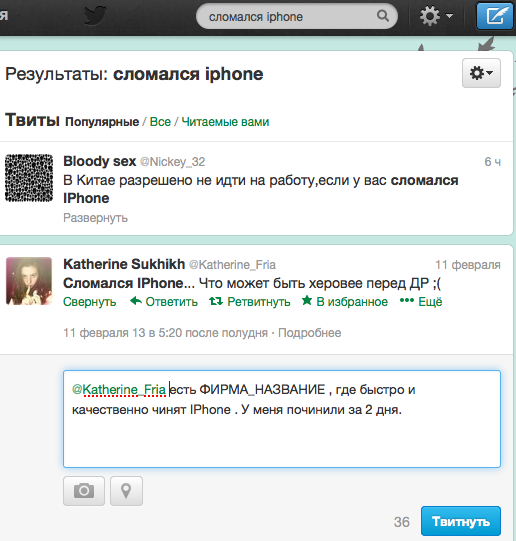 я
сломался iphone
Результаты: сломался iphone
Твиты Популярные / Все / Читаемые вами
Bloody sex @Nickey_32 6 ч
В Китае разрешено не идти на работу,если у вас сломался
IPhone
Развернуть
Katherine Sukhikh @Katherine_Fria 11 февраля
Сломался IPhone... Что может быть херовее перед ДР ;(
Свернуть Ответить Ретвитнуть В избранное Ещё
11 февраля 13 в 5:20 после полудня · Подробнее
@Katherine_Fria есть ФИРМА_НАЗВАНИЕ , где быстро и
качественно чинят IPhone . У меня починили за 2 дня.
36 Твитнуть